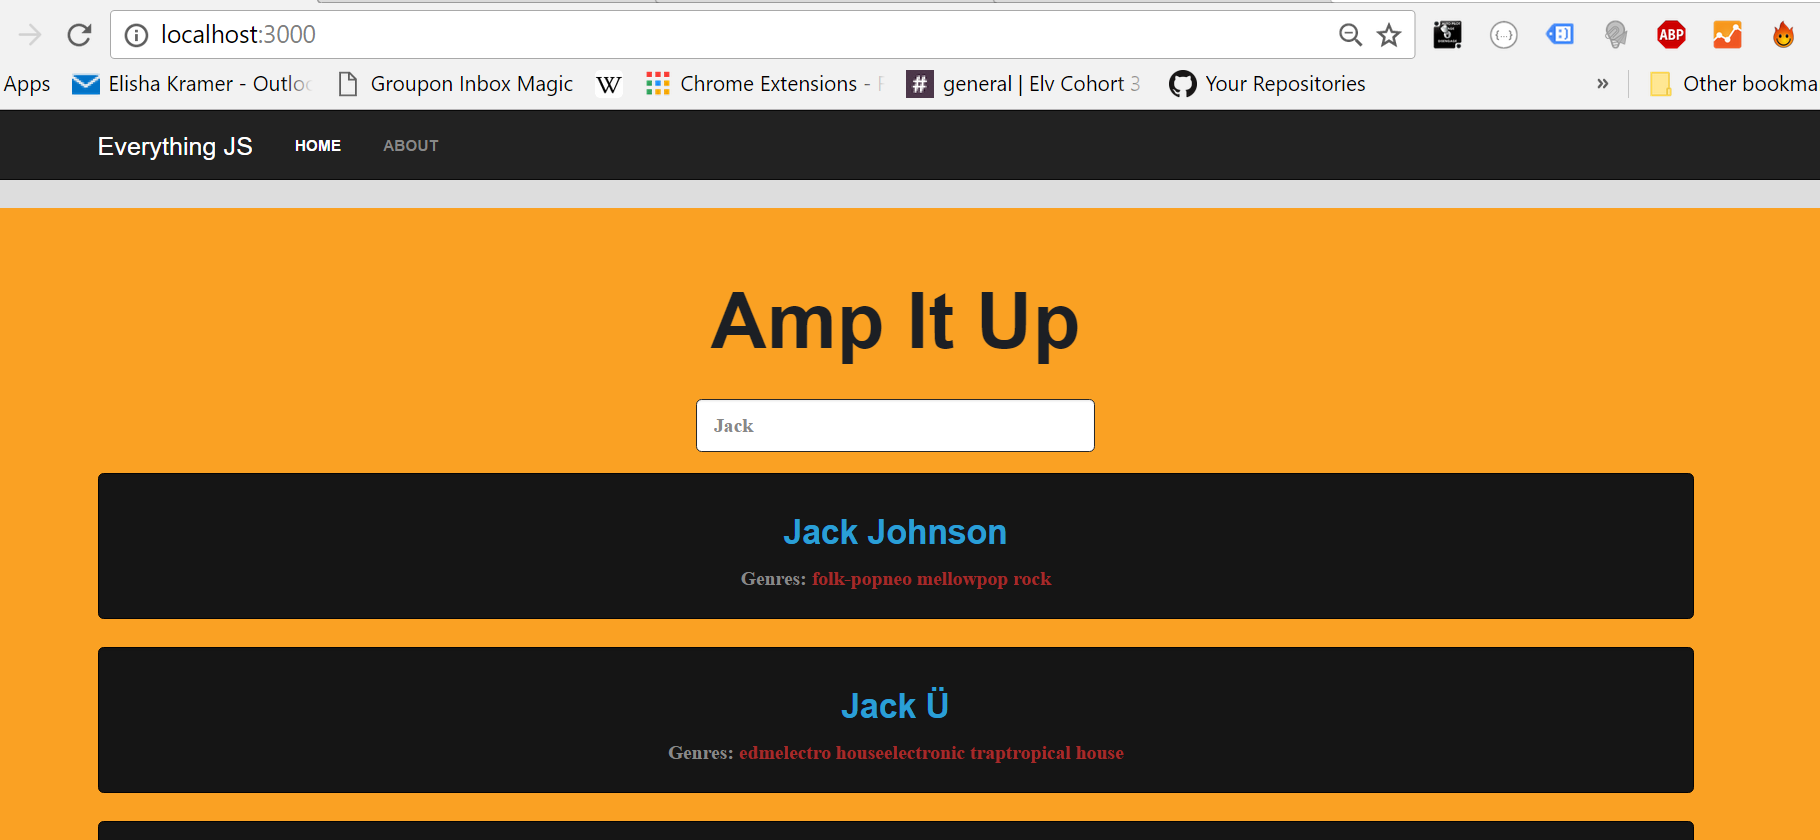 localhost:3000
Apps Elisha Kramer - Outloc Groupon Inbox Magic W Chrome Extensions - F # general | Elv Cohort 3 Your Repositories » Other bookma
Everything JS HOME ABOUT
Amp It Up
Jack
Jack Johnson
Genres: folk-popneo mellowpop rock
Jack Ü
Genres: edmelectro houseelectronic traptropical house
ABP